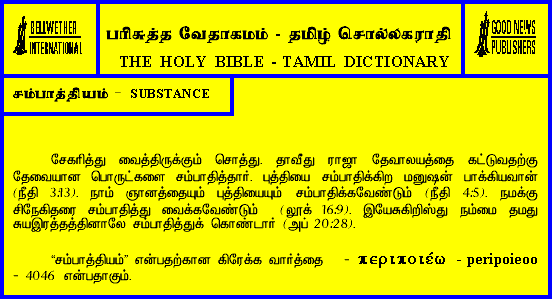 BELLWETHER
INTERNATIONAL
பரிசுத்த வேதாகமம் - தமிழ் சொல்லகராதி
THE HOLY BIBLE - TAMIL DICTIONARY
GOOD NEWS
PUBLISHERS
சம்பாத்தியம் – SUBSTANCE
சேகரித்து வைத்திருக்கும் சொத்து. தாவீது ராஜா தேவாலயத்தை கட்டுவதற்கு
தேவையான பொருட்களை சம்பாதித்தார். புத்தியை சம்பாதிக்கிற மனுஷன் பாக்கியவான்
(நீதி 3:13). நாம் ஞானத்தையும் புத்தியையும் சம்பாதிக்கவேண்டும் (நீதி 4:5). நமக்கு
சிநேகிதரை சம்பாதித்து வைக்கவேண்டும் (லூக் 16:9). இயேசுகிறிஸ்து நம்மை தமது
சுயஇரத்தத்தினாலே சம்பாதித்துக் கொண்டார் (அப் 20:28).
“சம்பாத்தியம்” என்பதற்கான கிரேக்க வார்த்தை - περιποιέω - peripoieoo
- 4046 என்பதாகும்.